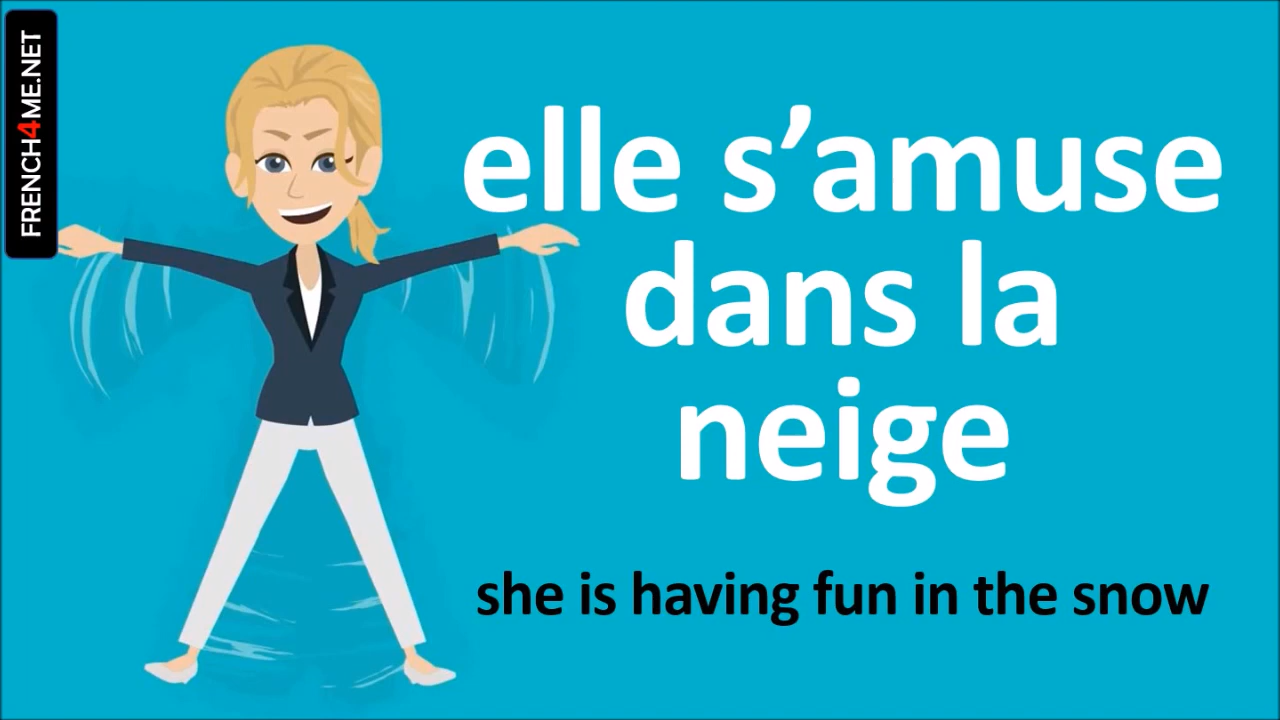 FRENCH4ME.NET
elle s’amuse
dans la
neige
she is having fun in the snow